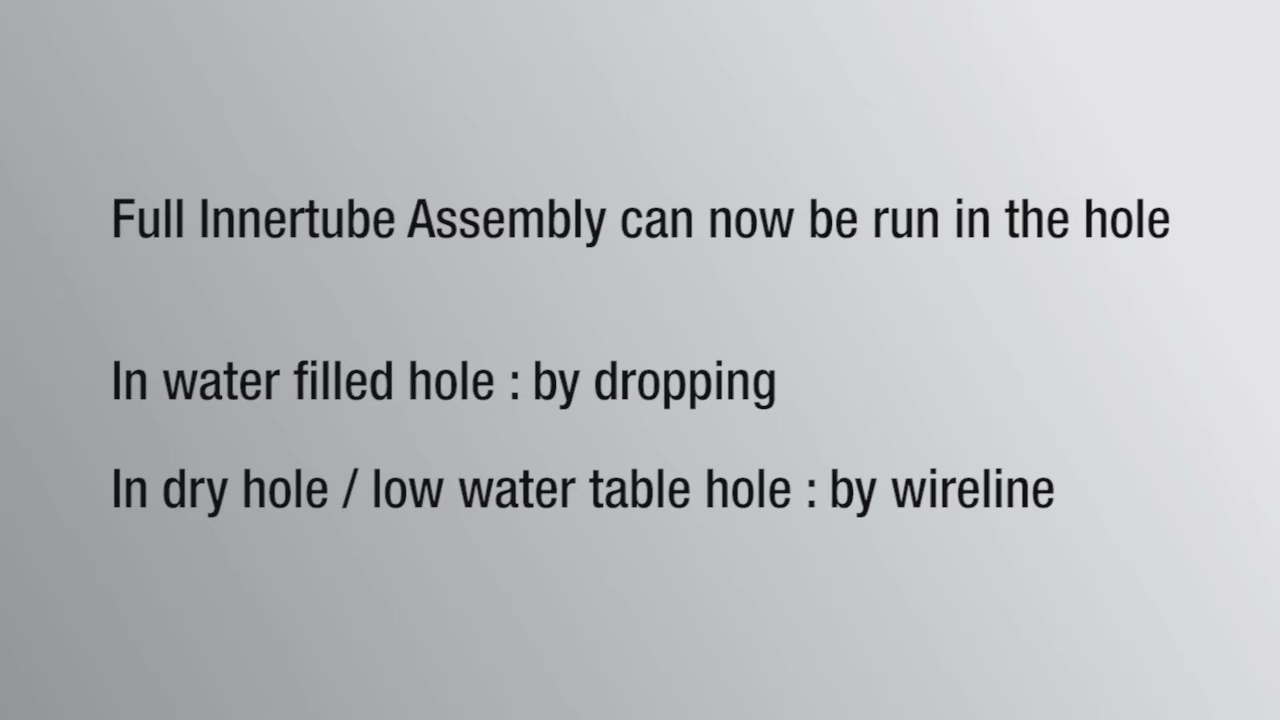 Full Innertube Assembly can now be run in the hole
In water filled hole : by dropping
In dry hole / low water table hole : by wireline